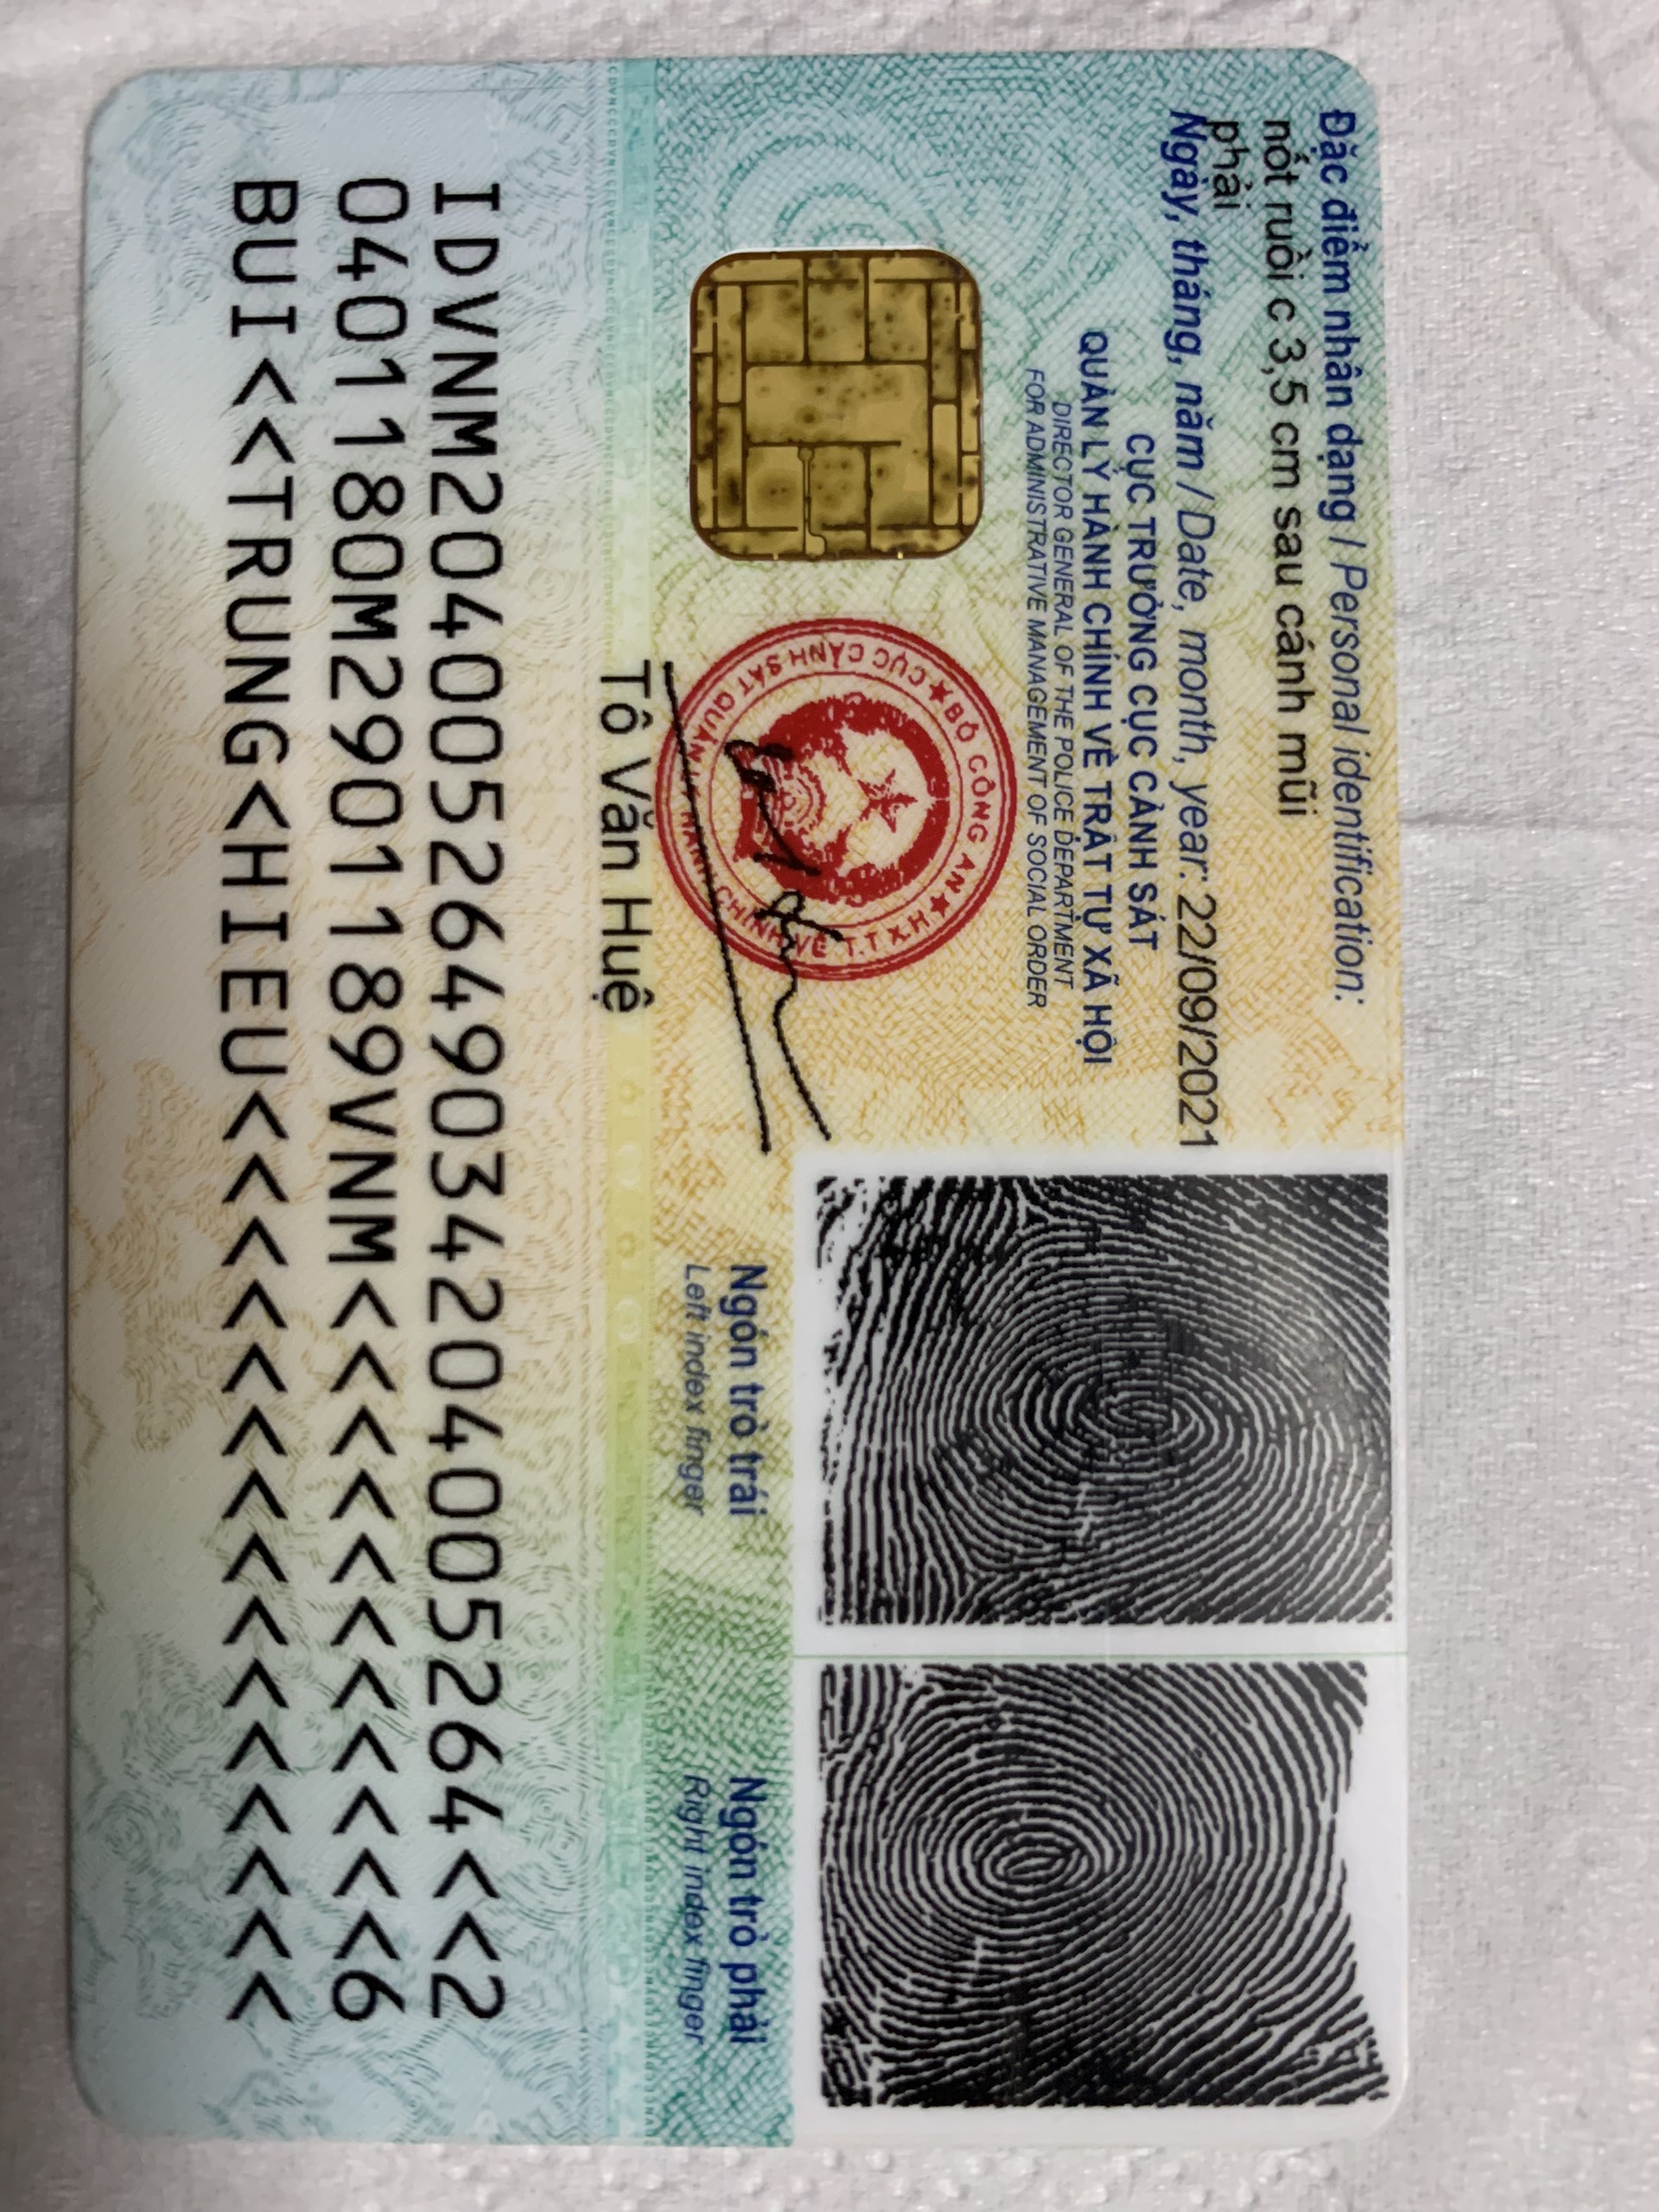 Đặc điểm nhân dạng / Personal identification:
nốt ruồi c 3,5 cm sau cánh mũi
phải
Ngày, tháng, năm / Date, month, year: 22/09/2021
CỤC TRƯỞNG CỤC CẢNH SÁT
QUẢN LÝ HÀNH CHÍNH VỀ TRẬT TỰ XÃ HỘI
DIRECTOR GENERAL OF THE POLICE DEPARTMENT
FOR ADMINISTRATIVE MANAGEMENT OF SOCIAL ORDER
★ BỘ CÔNG AN ★
CỤC CẢNH SÁT QUẢN LÝ HÀNH CHÍNH VỀ T.T X.H
Tô Văn Huệ
Ngón trỏ trái
Left index finger
Ngón trỏ phải
Right index finger
IDVNM2040052649034204005264<<2
0401180M2901189VNM<<<<<<<<<<<6
BUI<<TRUNG<HIEU<<<<<<<<<<<<<<<